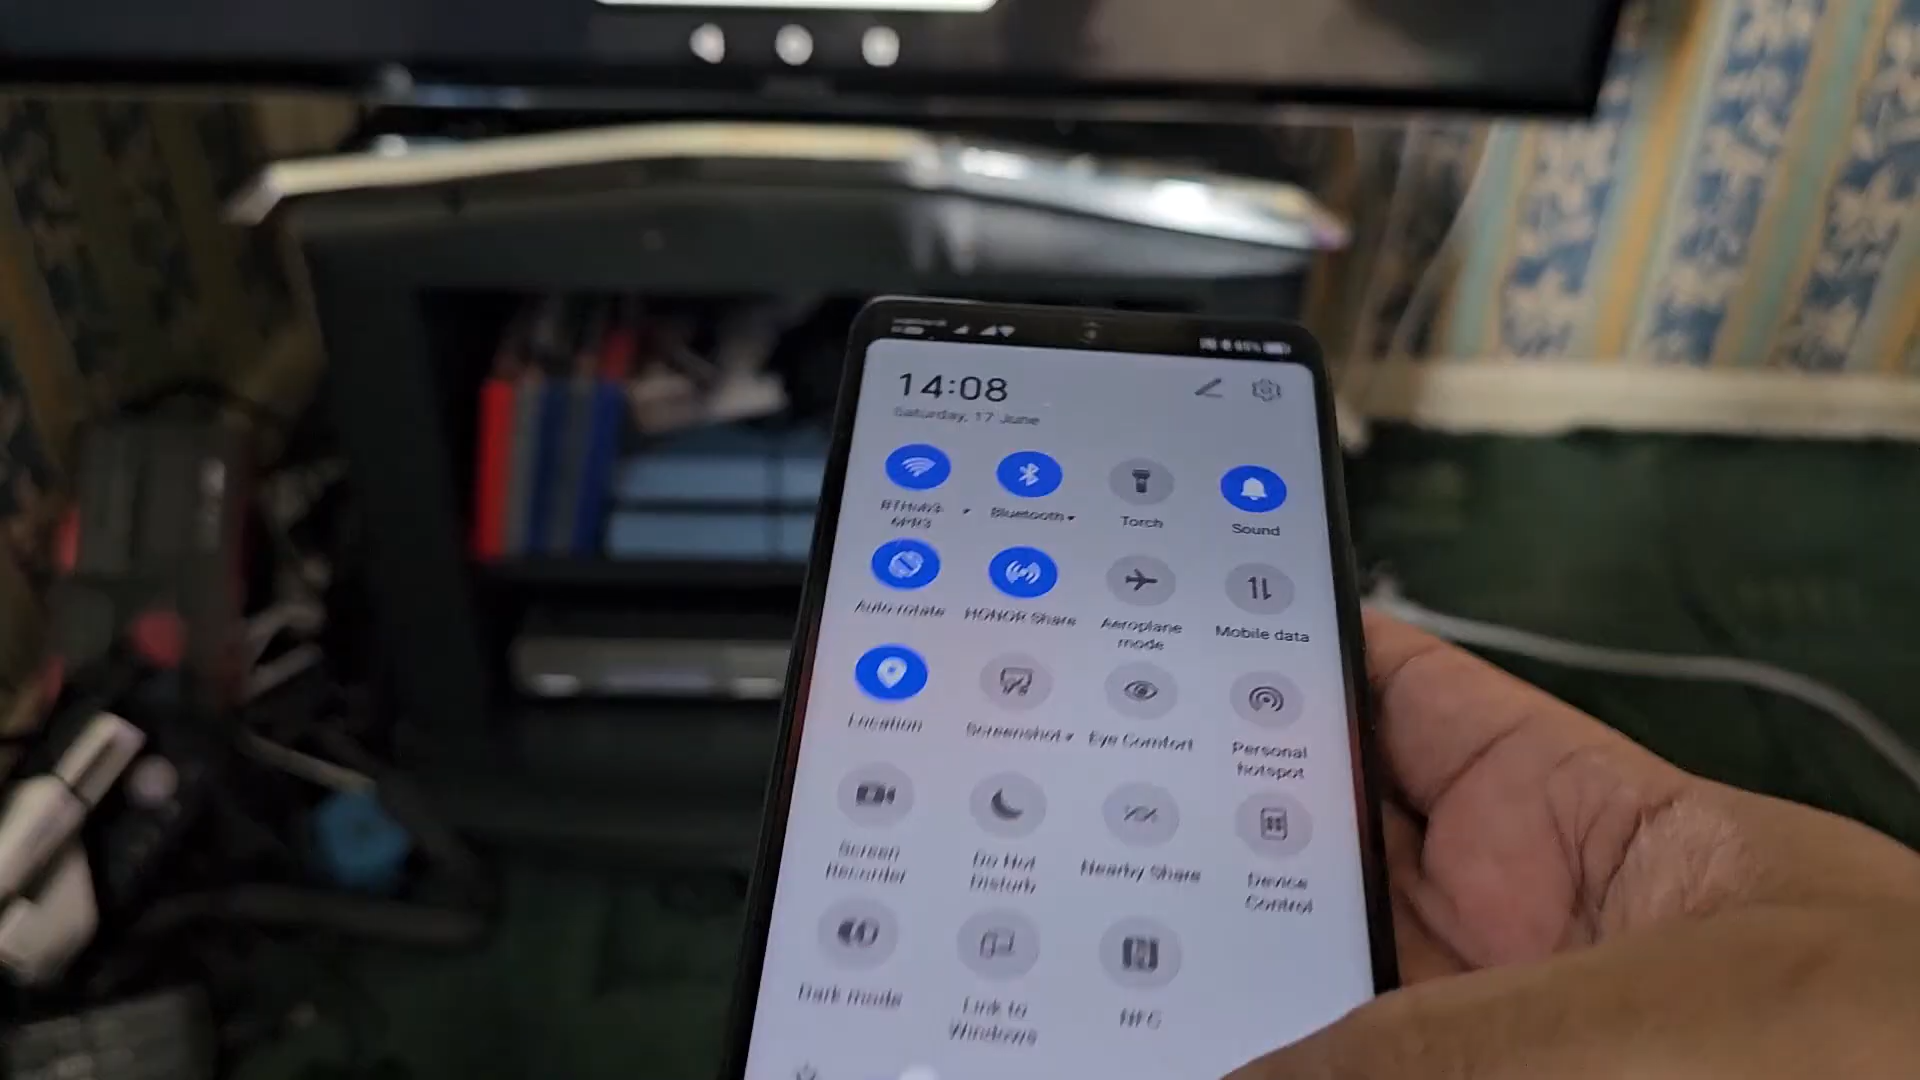 14:08
Saturday, 17 June
Bluetooth
Torch
Sound
Auto rotate
HONOR Share
Aeroplane
mode
Mobile data
Location
Screenshot
Eye Comfort
Personal
hotspot
Screen
Recorder
Do Not
Disturb
Nearby Share
Device
Control
Dark mode
Link to
Windows
NFC